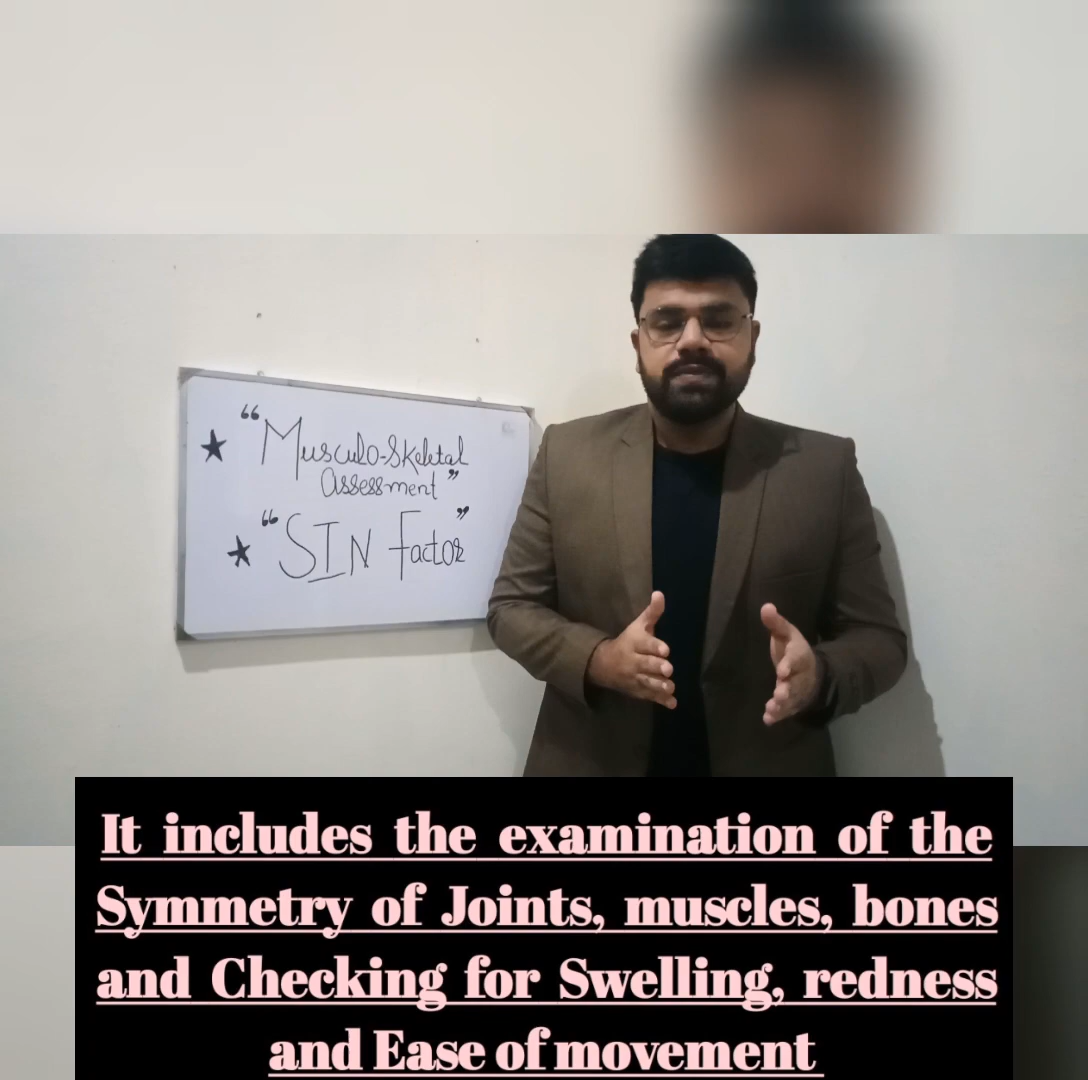 ★ "Musculo-Skeletal
Assessment"
★ "SIN Factor"
It includes the examination of the
Symmetry of Joints, muscles, bones
and Checking for Swelling, redness
and Ease of movement